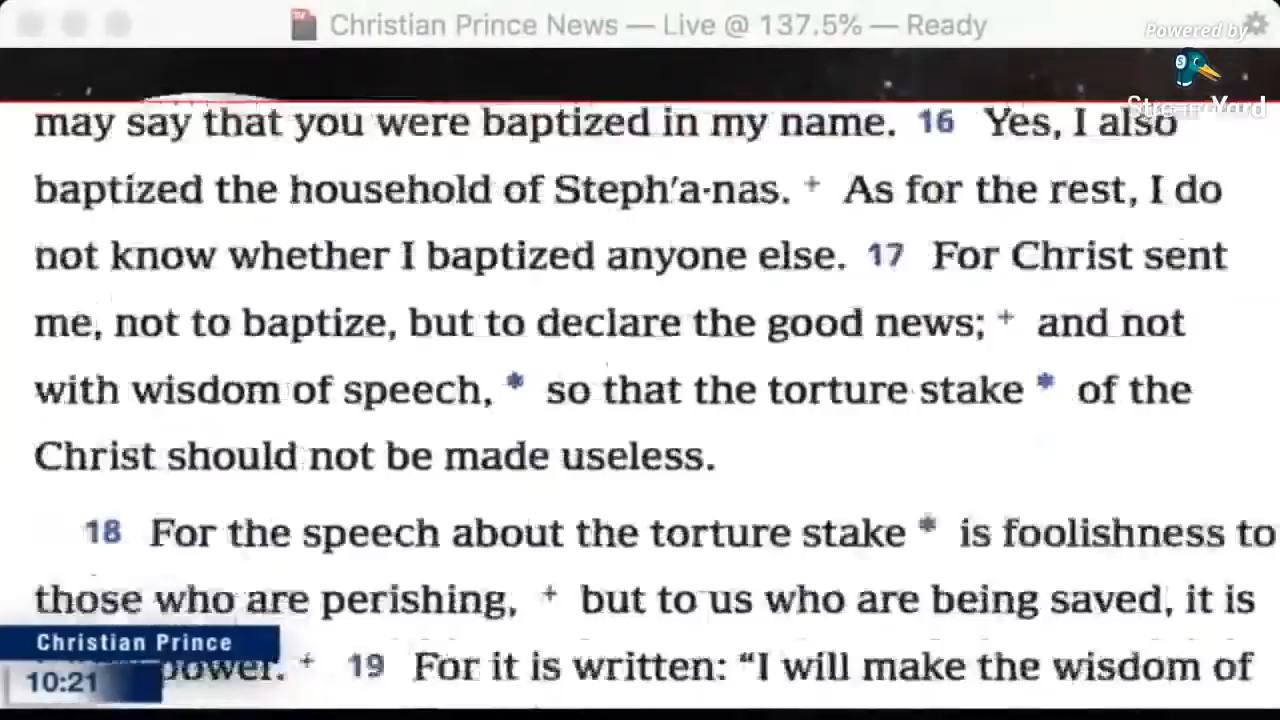 Christian Prince News — Live @ 137.5% — Ready
Powered by
StreamYard
may say that you were baptized in my name. 16 Yes, I also
baptized the household of Steph′a·nas. + As for the rest, I do
not know whether I baptized anyone else. 17 For Christ sent
me, not to baptize, but to declare the good news; + and not
with wisdom of speech, * so that the torture stake * of the
Christ should not be made useless.
18 For the speech about the torture stake * is foolishness to
those who are perishing, + but to us who are being saved, it is
power. + 19 For it is written: “I will make the wisdom of
Christian Prince
10:21